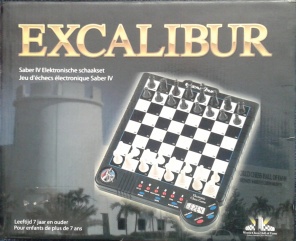 EXCALIBUR
Saber IV Elektronische schaakset
Jeu d'échecs électronique Saber IV
Leeftijd 7 jaar en ouder
Pour enfants de plus de 7 ans